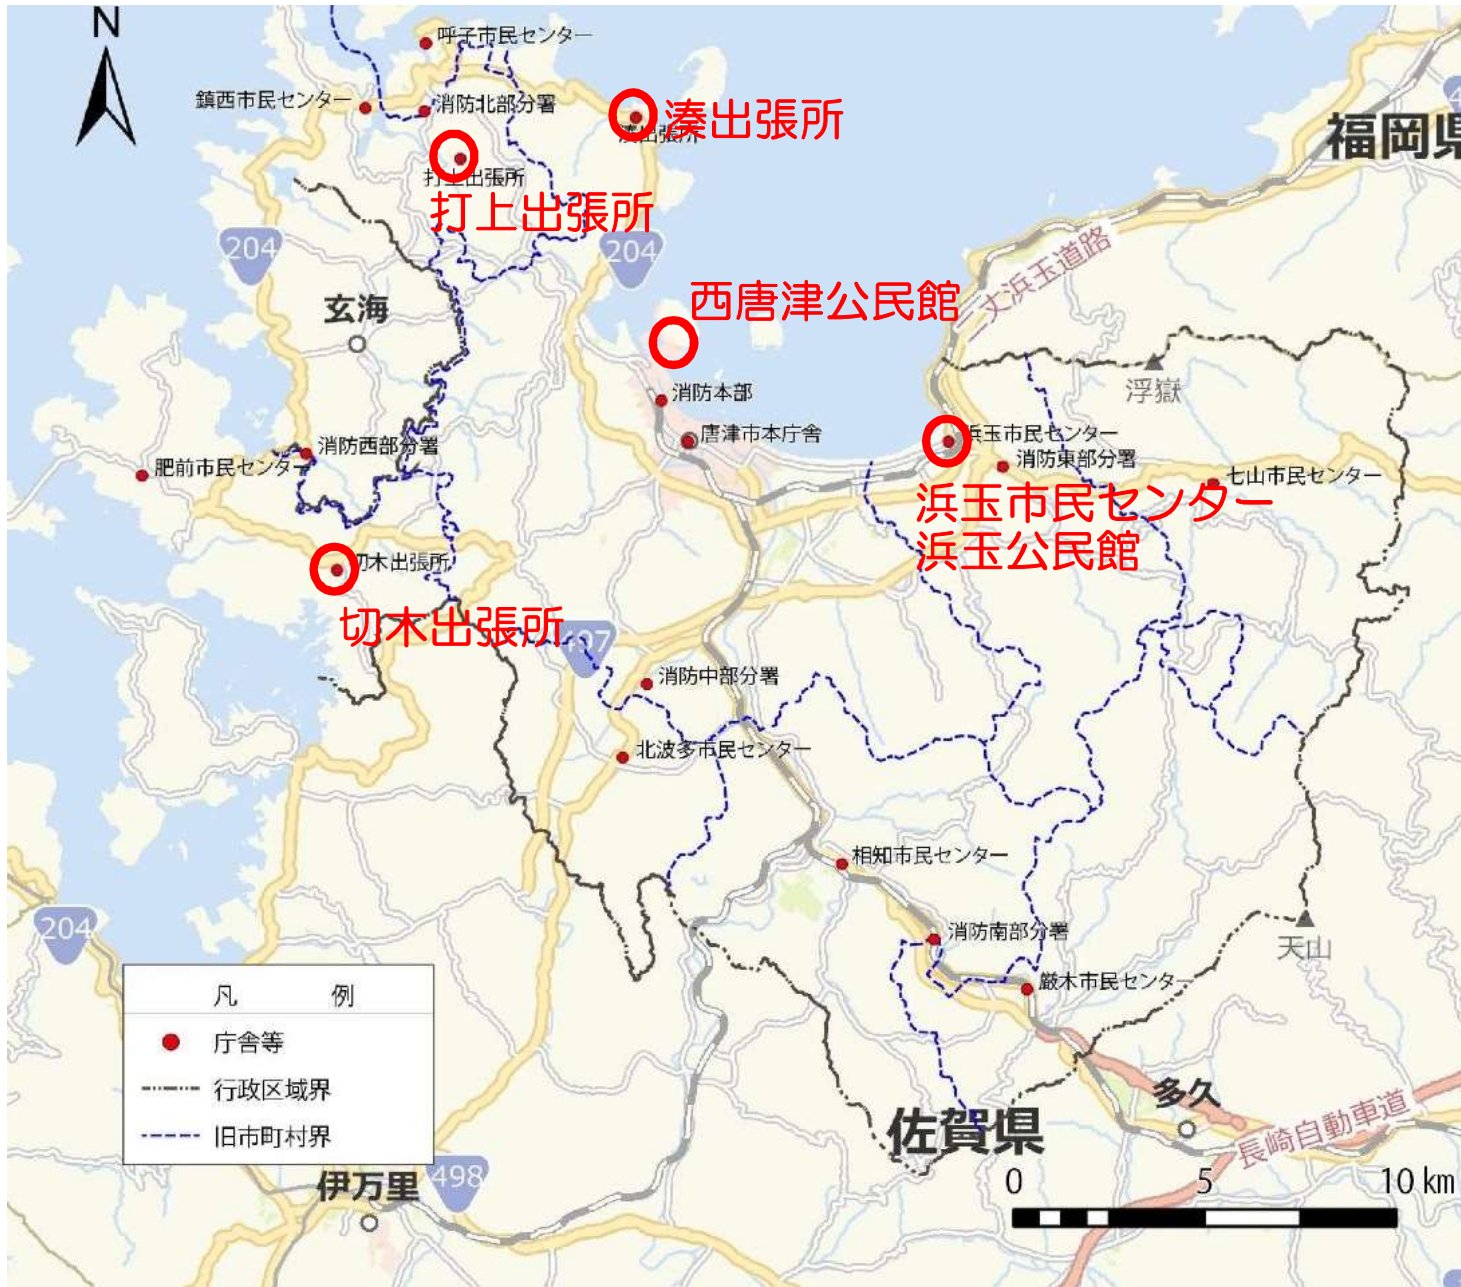 N
呼子市民センター
鎮西市民センター
消防北部分署
湊出張所
湊出張所
福岡県
打上出張所
打上出張所
204
204
二丈浜玉道路
西唐津公民館
玄海
浮嶽
消防本部
唐津市本庁舎
浜玉市民センター
消防西部分署
肥前市民センター
消防東部分署
七山市民センター
浜玉市民センター
浜玉公民館
切木出張所
切木出張所
497
消防中部分署
北波多市民センター
相知市民センター
204
消防南部分署
天山
厳木市民センター
凡 例
庁舎等
行政区域界
旧市町村界
多久
佐賀県
長崎自動車道
伊万里
498
0 5 10 km